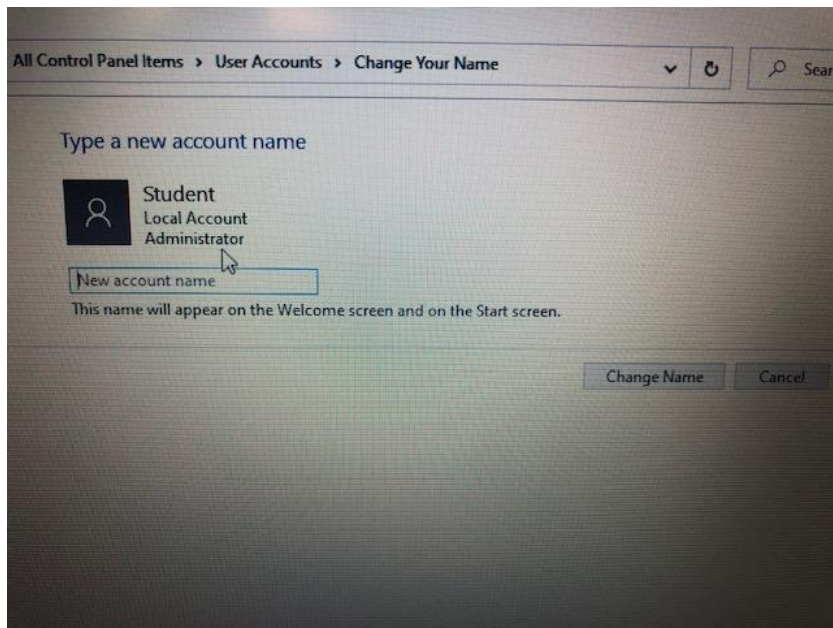 All Control Panel Items › User Accounts › Change Your Name
Type a new account name
Student
Local Account
Administrator
New account name
This name will appear on the Welcome screen and on the Start screen.
Change Name Cancel